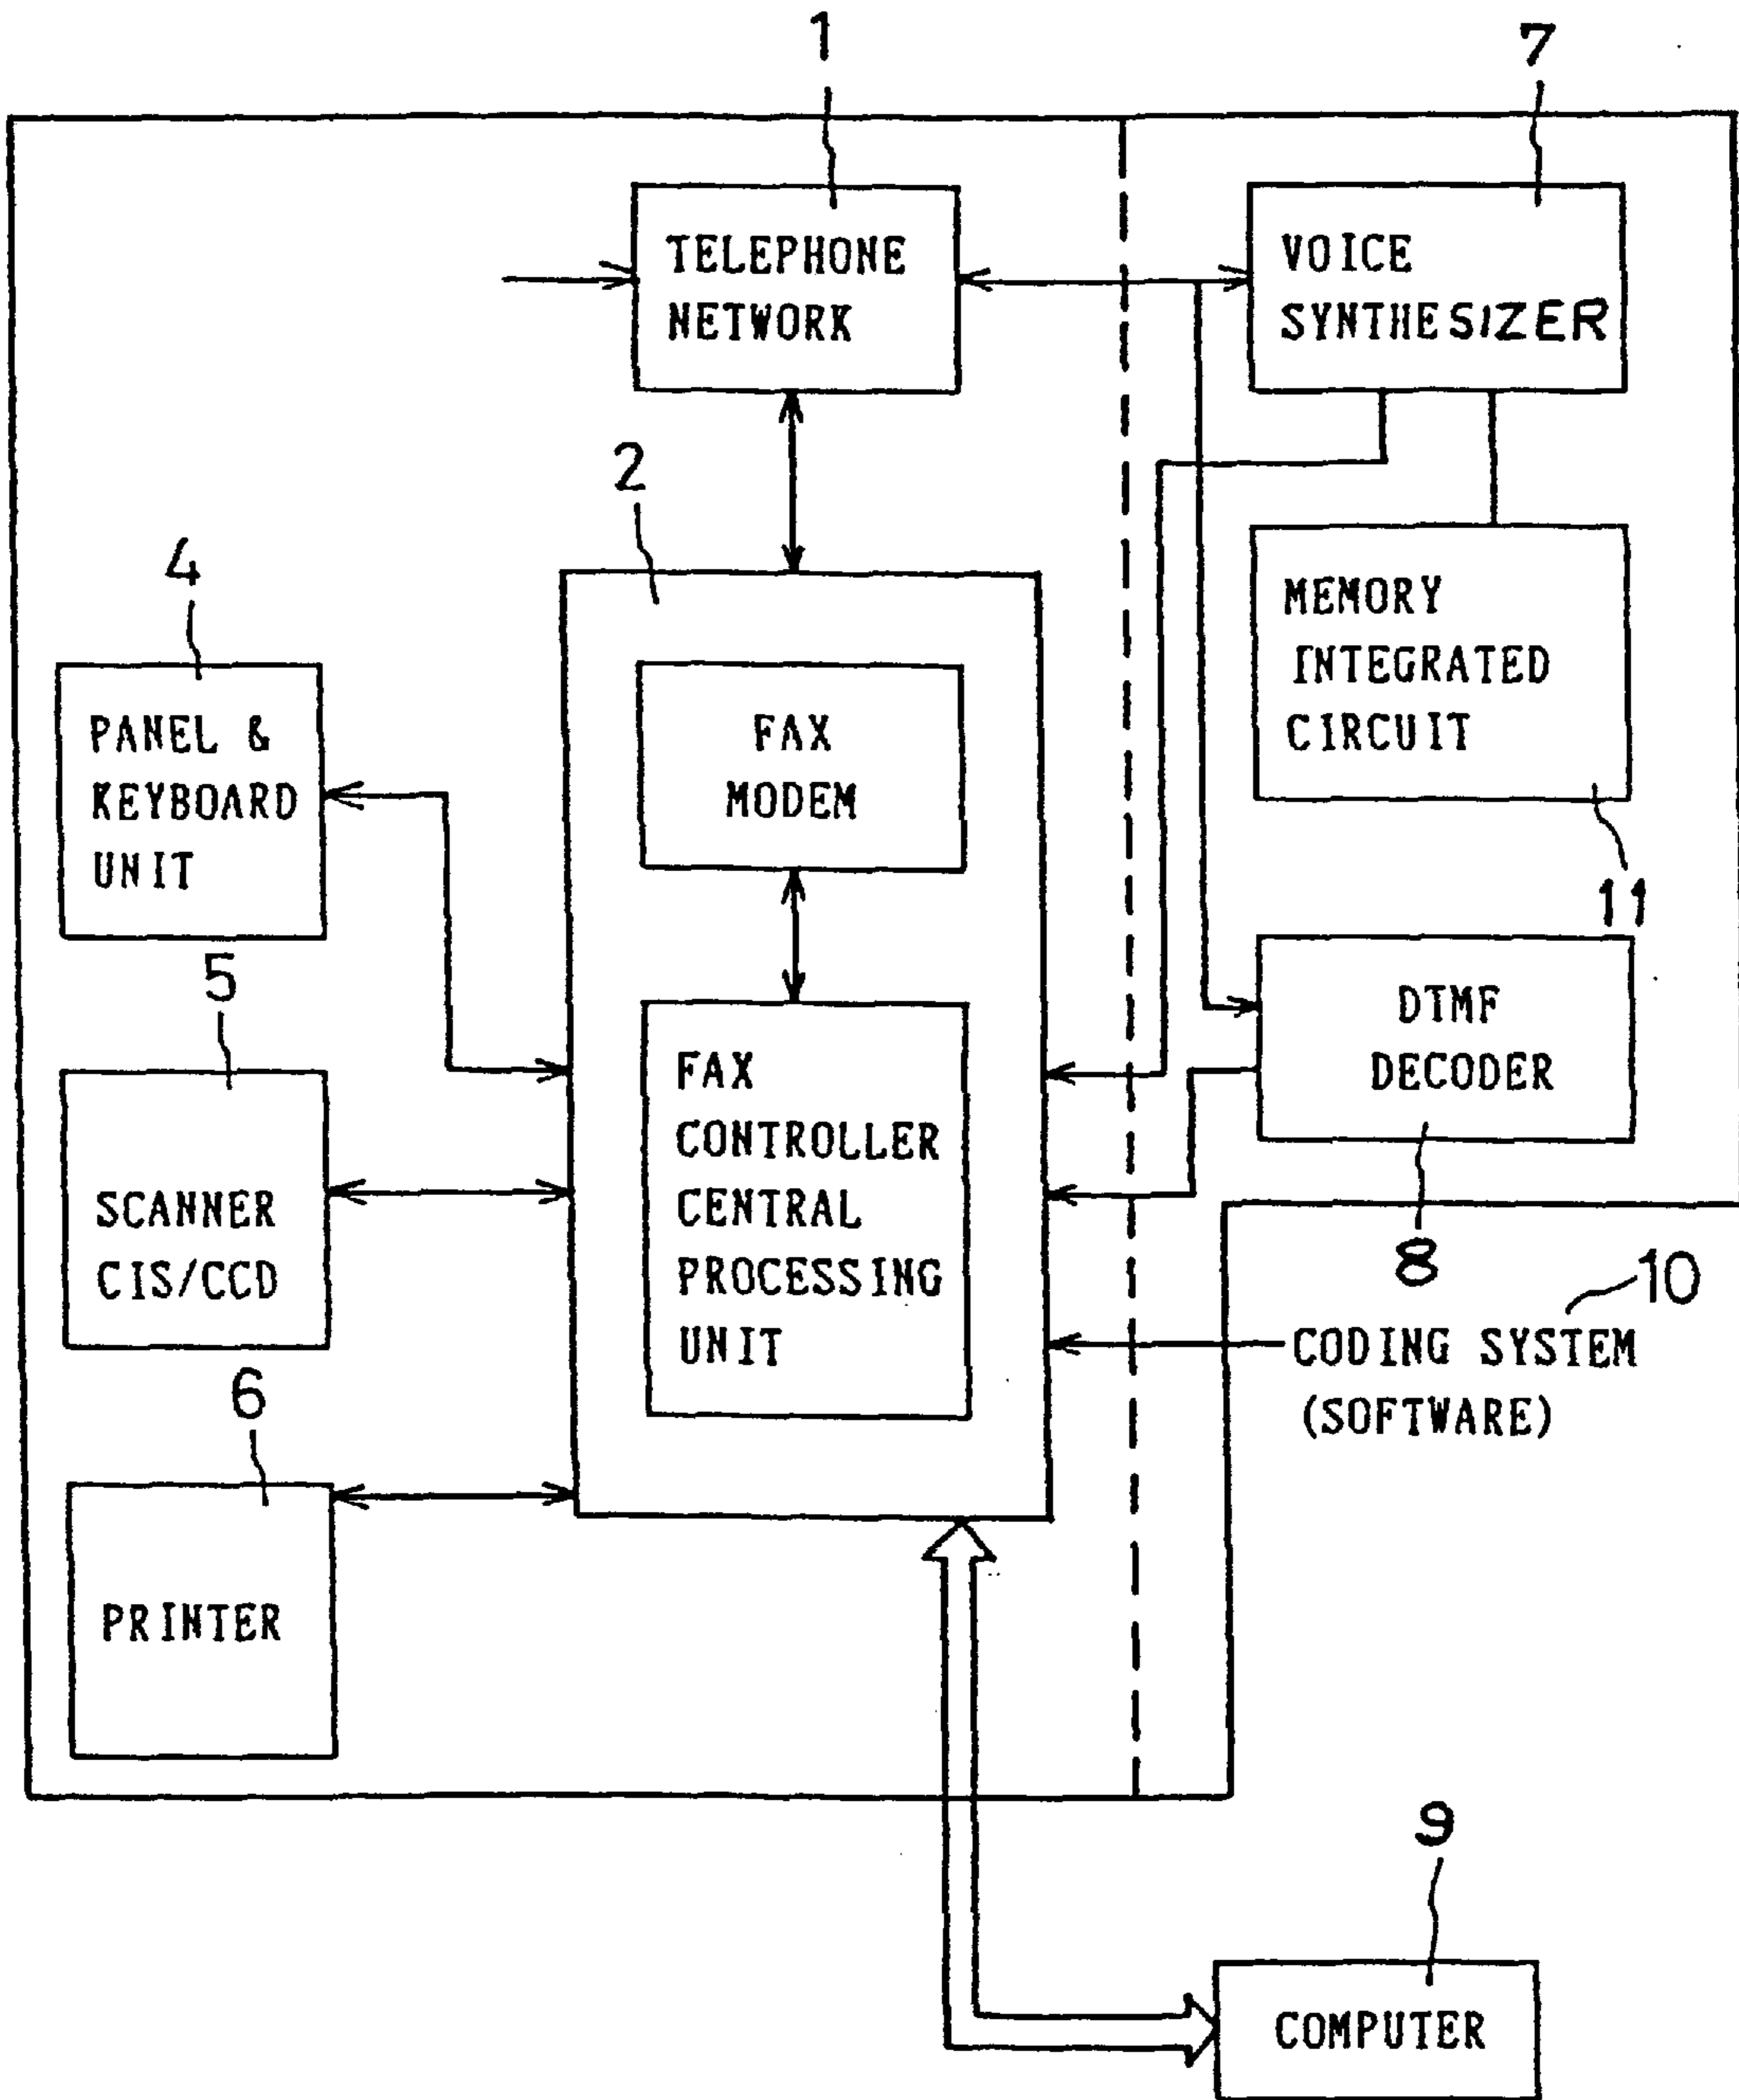 1
7
TELEPHONE
NETWORK
VOICE
SYNTHESIZER
2
4
PANEL &
KEYBOARD
UNIT
FAX
MODEM
MEMORY
INTEGRATED
CIRCUIT
11
5
SCANNER
CIS/CCD
FAX
CONTROLLER
CENTRAL
PROCESSING
UNIT
DTMF
DECODER
8
10
CODING SYSTEM
(SOFTWARE)
6
PRINTER
9
COMPUTER